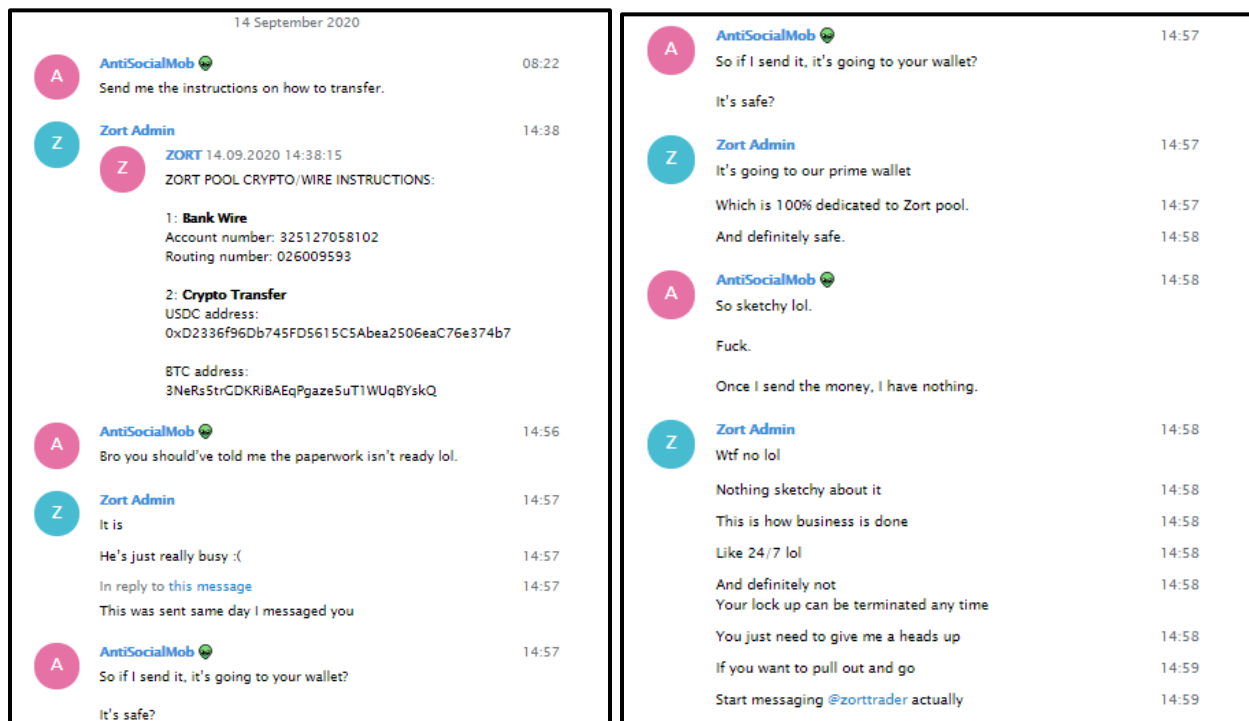 14 September 2020
AntiSocialMob 08:22
Send me the instructions on how to transfer.
Zort Admin 14:38
ZORT 14.09.2020 14:38:15
ZORT POOL CRYPTO/WIRE INSTRUCTIONS:
1: Bank Wire
Account number: 325127058102
Routing number: 026009593
2: Crypto Transfer
USDC address:
0xD2336f96Db745FD5615C5Abea2506eaC76e374b7
BTC address:
3NeRs5trGDKRiBAEqPgaze5uT1WUqBYskQ
AntiSocialMob 14:56
Bro you should've told me the paperwork isn't ready lol.
Zort Admin 14:57
It is
He's just really busy :( 14:57
In reply to this message 14:57
This was sent same day I messaged you
AntiSocialMob 14:57
So if I send it, it's going to your wallet?
It's safe?
AntiSocialMob 14:57
So if I send it, it's going to your wallet?
It's safe?
Zort Admin 14:57
It's going to our prime wallet
Which is 100% dedicated to Zort pool. 14:57
And definitely safe. 14:58
AntiSocialMob 14:58
So sketchy lol.
Fuck.
Once I send the money, I have nothing.
Zort Admin 14:58
Wtf no lol
Nothing sketchy about it 14:58
This is how business is done 14:58
Like 24/7 lol 14:58
And definitely not 14:58
Your lock up can be terminated any time
You just need to give me a heads up 14:58
If you want to pull out and go 14:59
Start messaging @zorttrader actually 14:59
A
Z
Z
A
Z
A
A
Z
A
Z